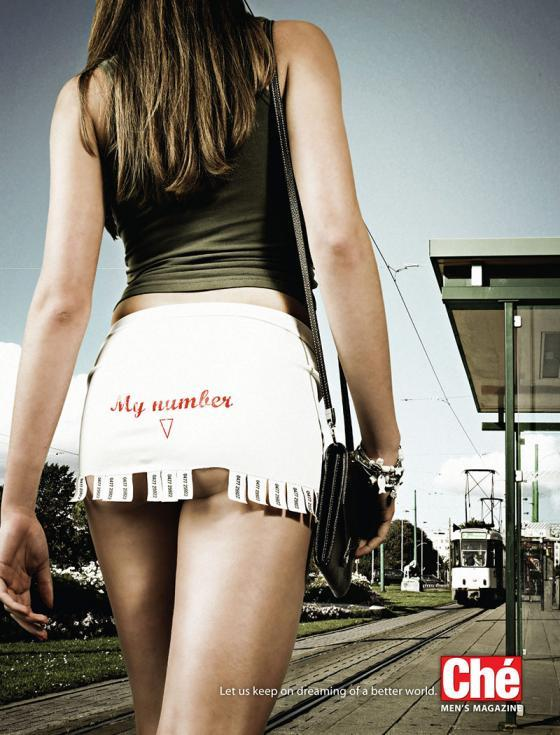 My number
Let us keep on dreaming of a better world.
Ché
MEN'S MAGAZINE